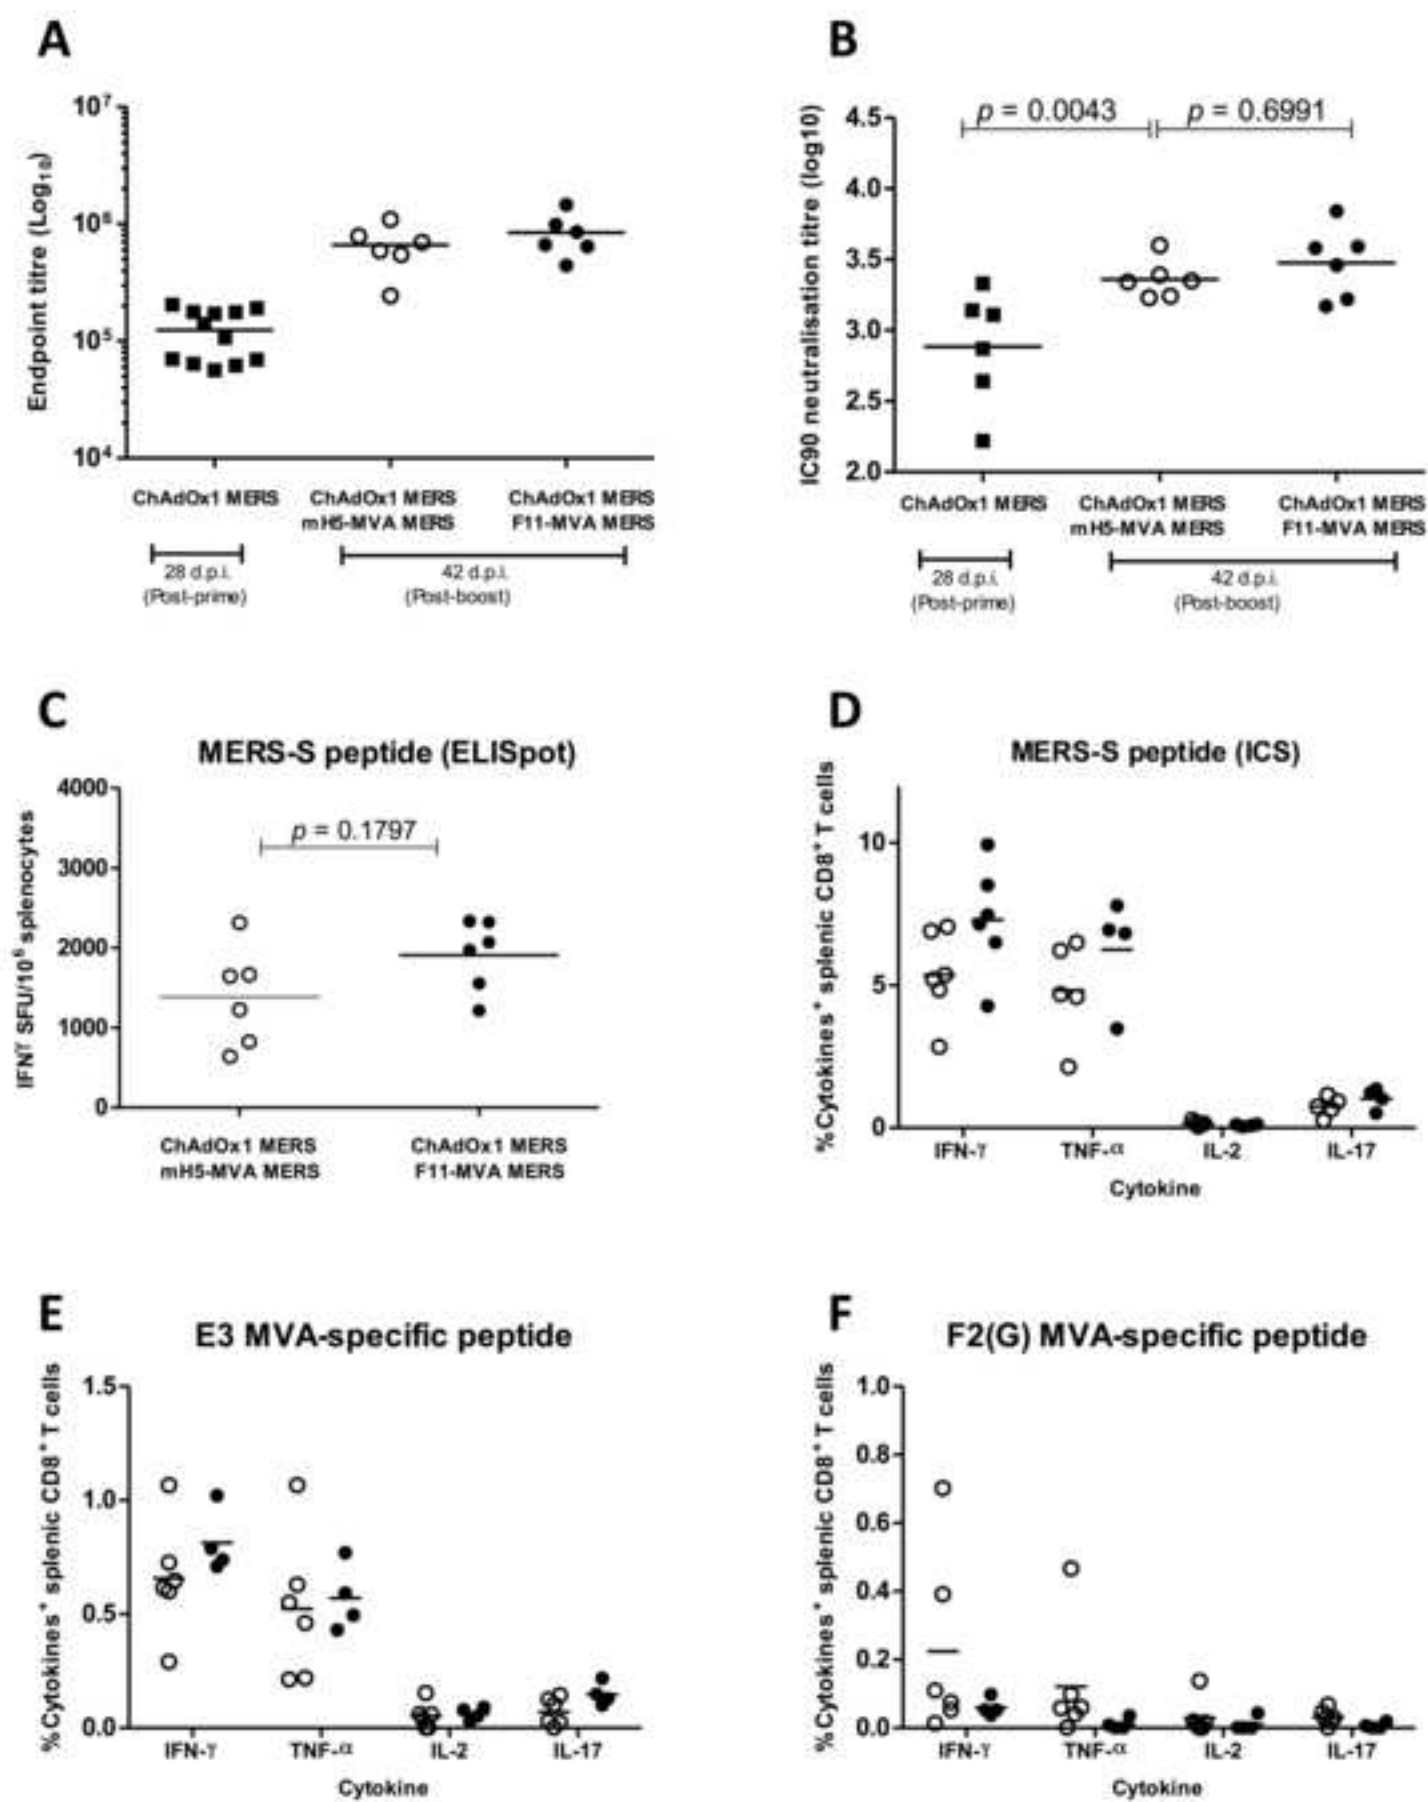 A
Endpoint titre (Log₁₀)
10⁷
10⁶
10⁵
10⁴
ChAdOx1 MERS
ChAdOx1 MERS
mH5-MVA MERS
ChAdOx1 MERS
F11-MVA MERS
28 d.p.i.
(Post-prime)
42 d.p.i.
(Post-boost)
B
IC90 neutralisation titre (log10)
p = 0.0043
p = 0.6991
4.5
4.0
3.5
3.0
2.5
2.0
ChAdOx1 MERS
ChAdOx1 MERS
mH5-MVA MERS
ChAdOx1 MERS
F11-MVA MERS
28 d.p.i.
(Post-prime)
42 d.p.i.
(Post-boost)
C
MERS-S peptide (ELISpot)
IFNγ SFU/10⁶ splenocytes
p = 0.1797
4000
3000
2000
1000
0
ChAdOx1 MERS
mH5-MVA MERS
ChAdOx1 MERS
F11-MVA MERS
D
MERS-S peptide (ICS)
%Cytokines⁺ splenic CD8⁺ T cells
10
5
0
IFN-γ
TNF-α
IL-2
IL-17
Cytokine
E
E3 MVA-specific peptide
%Cytokines⁺ splenic CD8⁺ T cells
1.5
1.0
0.5
0.0
IFN-γ
TNF-α
IL-2
IL-17
Cytokine
F
F2(G) MVA-specific peptide
%Cytokines⁺ splenic CD8⁺ T cells
1.0
0.8
0.6
0.4
0.2
0.0
IFN-γ
TNF-α
IL-2
IL-17
Cytokine